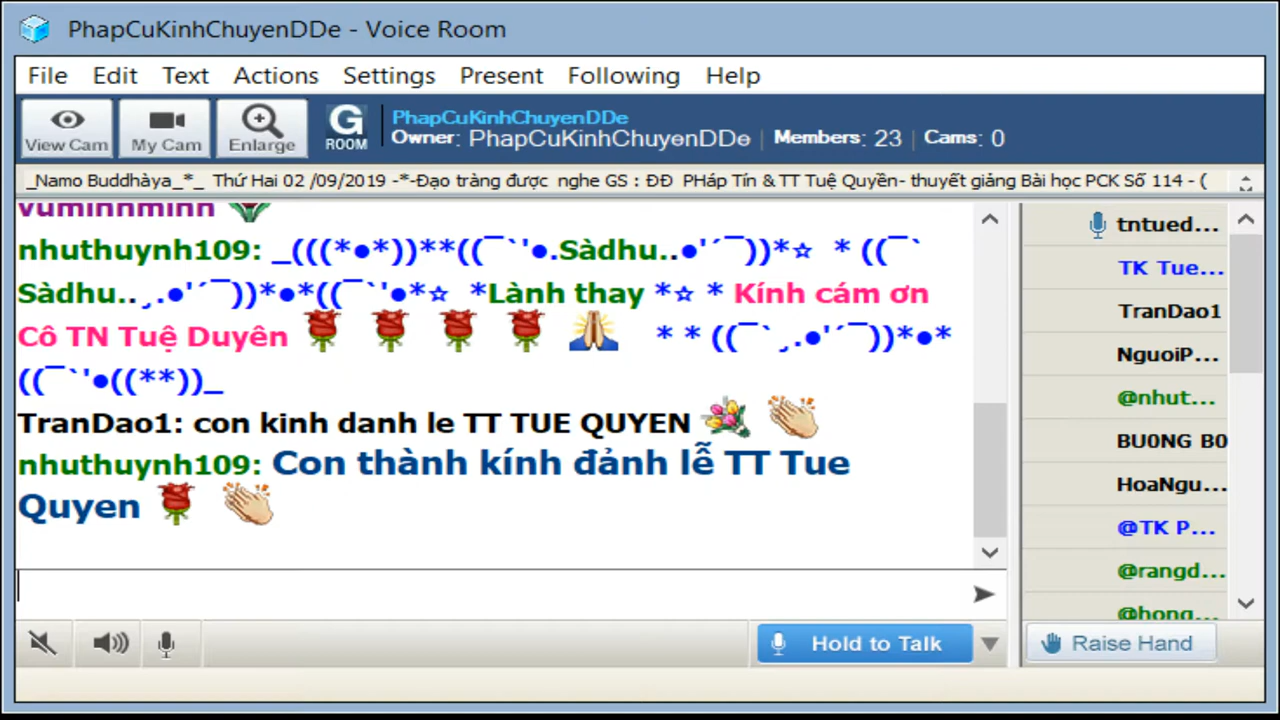 PhapCuKinhChuyenDDe - Voice Room
File Edit Text Actions Settings Present Following Help
View Cam My Cam Enlarge G ROOM
PhapCuKinhChuyenDDe
Owner: PhapCuKinhChuyenDDe | Members: 23 | Cams: 0
_Namo Buddhàya_*_ Thứ Hai 02 /09/2019 -*-Đạo tràng được nghe GS : ĐĐ PHáp Tín & TT Tuệ Quyền- thuyết giảng Bài học PCK Số 114 - (
vuminhminh
nhuthuynh109: _(((*●*))**((¯`'●.Sàdhu..●'´¯))*☆ * ((¯`
Sàdhu..¸.●'´¯))*●*((¯`'●*☆ *Lành thay *☆ * Kính cám ơn
Cô TN Tuệ Duyên * * ((¯`¸.●'´¯))*●*
((¯`'●((**))_
TranDao1: con kinh danh le TT TUE QUYEN
nhuthuynh109: Con thành kính đảnh lễ TT Tue
Quyen
Hold to Talk
tntued...
TK Tue...
TranDao1
NguoiP...
@nhut...
BU0NG B0
HoaNgu...
@TK P...
@rangd...
@hong...
Raise Hand